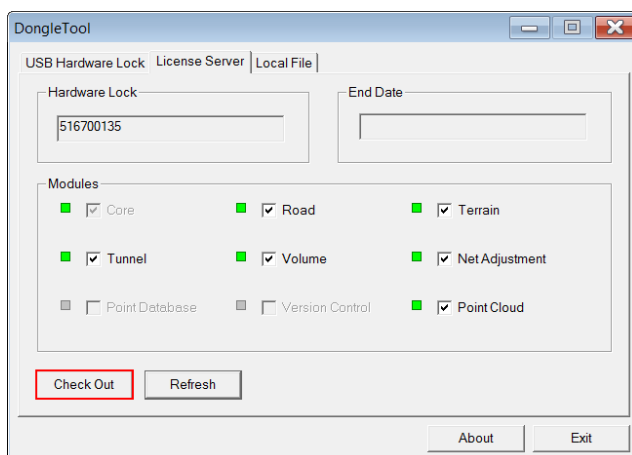 DongleTool
USB Hardware Lock License Server Local File
Hardware Lock End Date
516700135
Modules
Core Road Terrain
Tunnel Volume Net Adjustment
Point Database Version Control Point Cloud
Check Out Refresh
About Exit